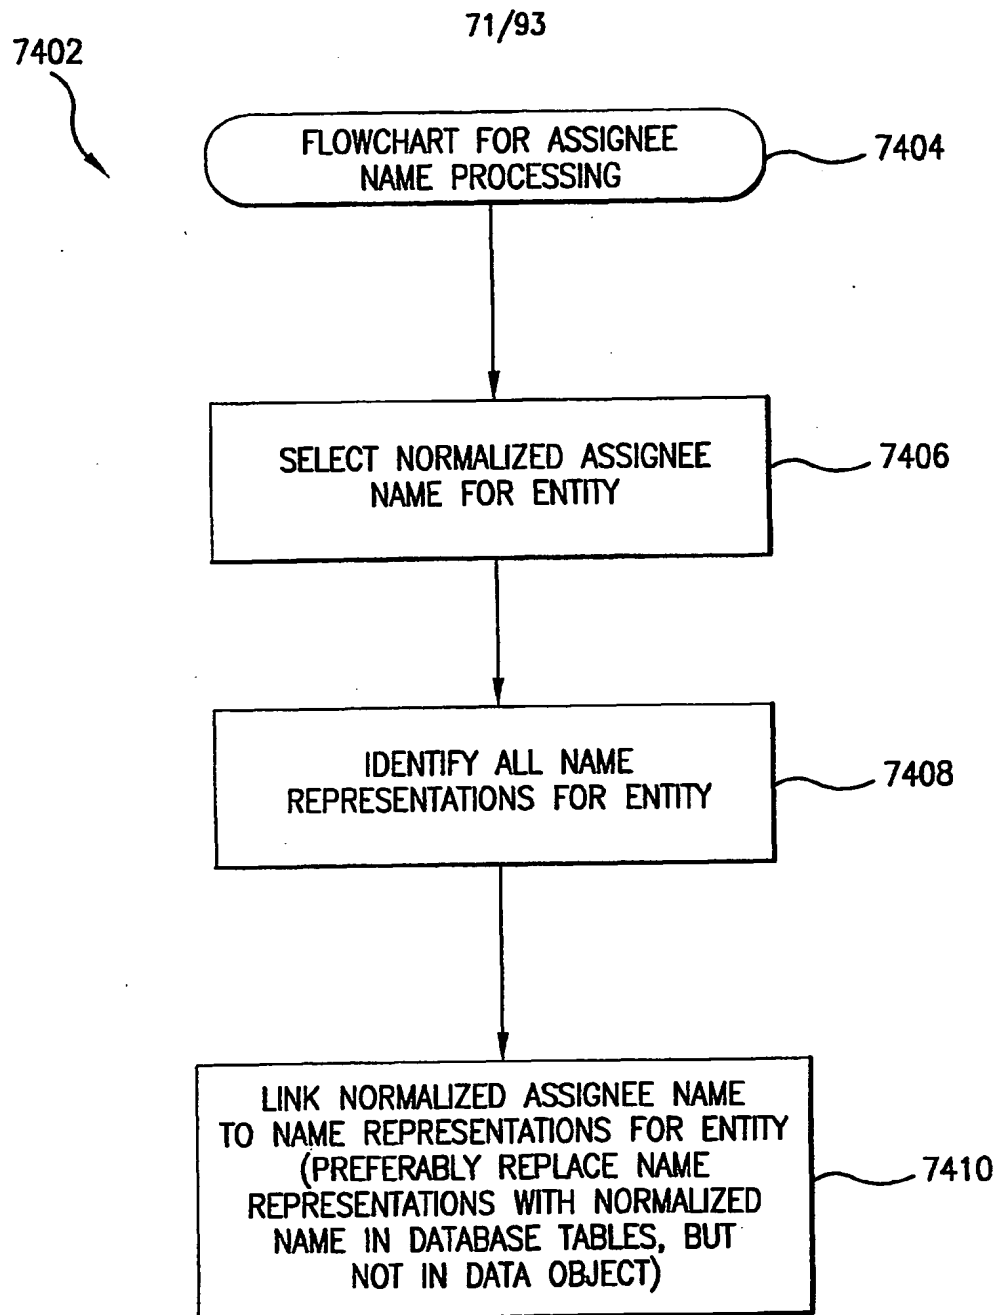 71/93
7402
FLOWCHART FOR ASSIGNEE
NAME PROCESSING
7404
SELECT NORMALIZED ASSIGNEE
NAME FOR ENTITY
7406
IDENTIFY ALL NAME
REPRESENTATIONS FOR ENTITY
7408
LINK NORMALIZED ASSIGNEE NAME
TO NAME REPRESENTATIONS FOR ENTITY
(PREFERABLY REPLACE NAME
REPRESENTATIONS WITH NORMALIZED
NAME IN DATABASE TABLES, BUT
NOT IN DATA OBJECT)
7410